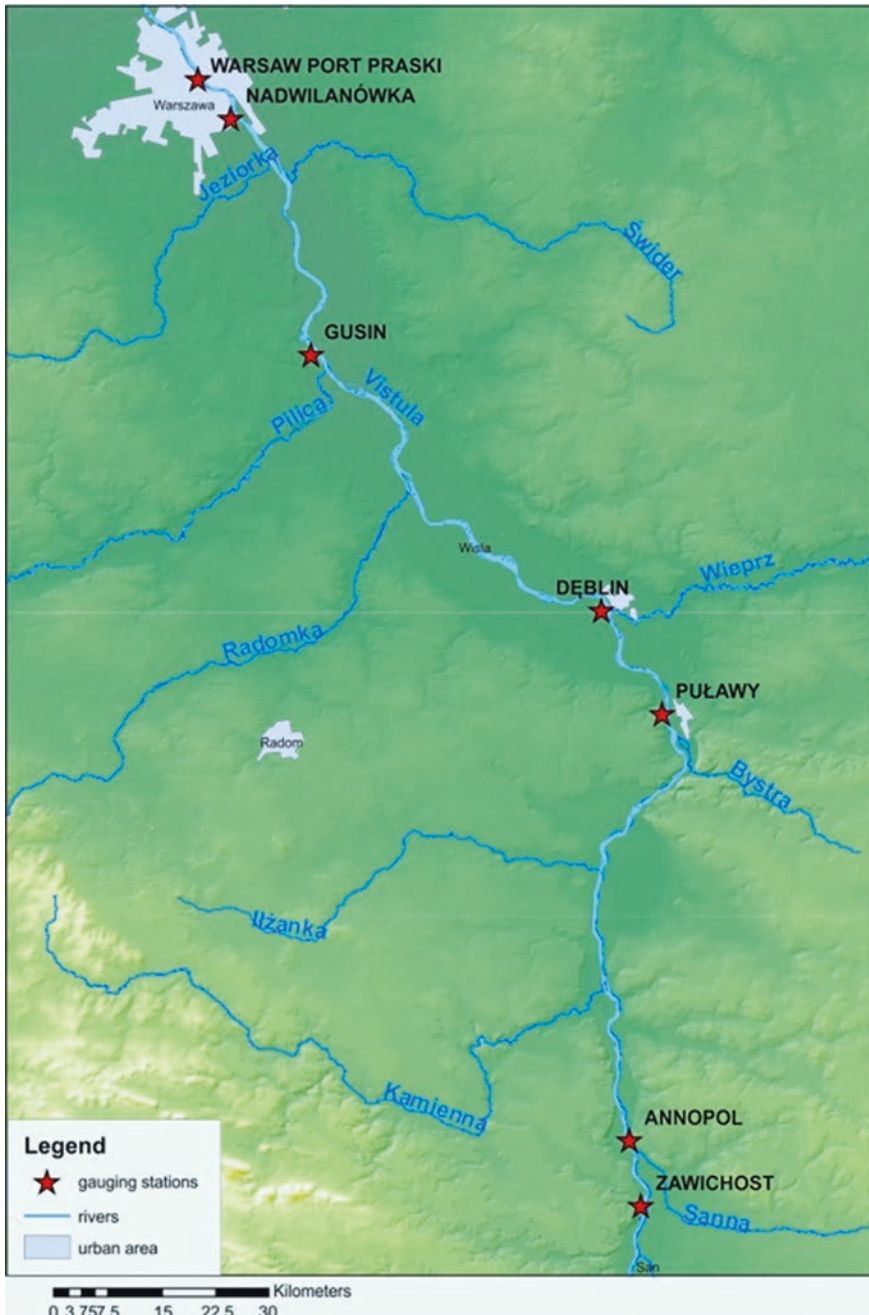 WARSAW PORT PRASKI
Warszawa
NADWILANÓWKA
Jeziorka
Świder
GUSIN
Vistula
Pilica
Wisla
DĘBLIN
Wieprz
Radomka
PUŁAWY
Radom
Bystra
Iłżanka
Kamienna
ANNOPOL
ZAWICHOST
Sanna
San
Legend
gauging stations
rivers
urban area
Kilometers
0 3.757.5 15 22.5 30